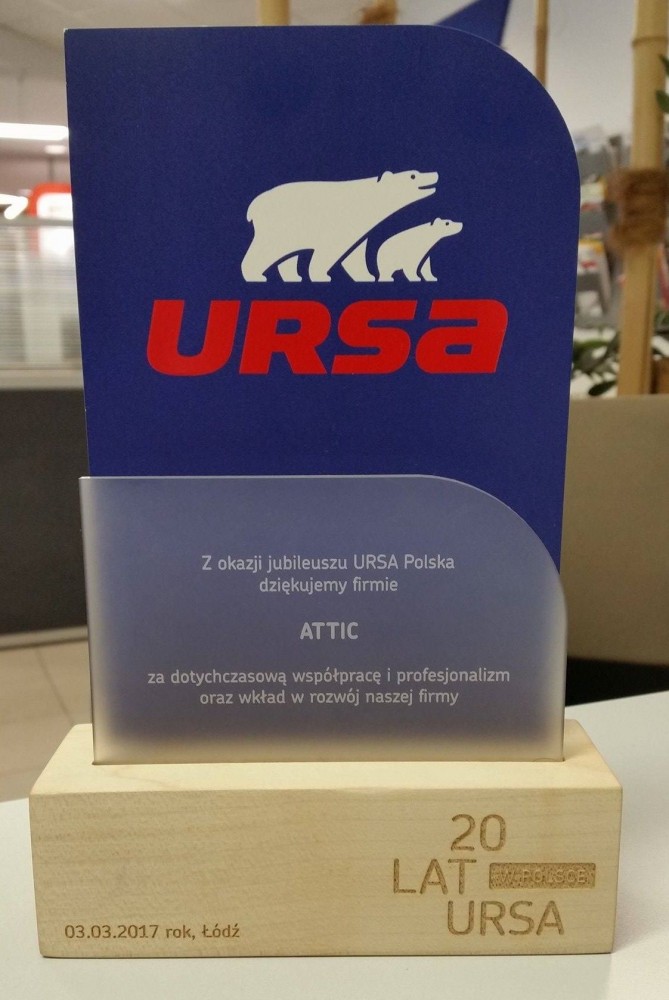 URSA
Z okazji jubileuszu URSA Polska
dziękujemy firmie
ATTIC
za dotychczasową współpracę i profesjonalizm
oraz wkład w rozwój naszej firmy
20
LAT W POLSCE
URSA
03.03.2017 rok, Łódź